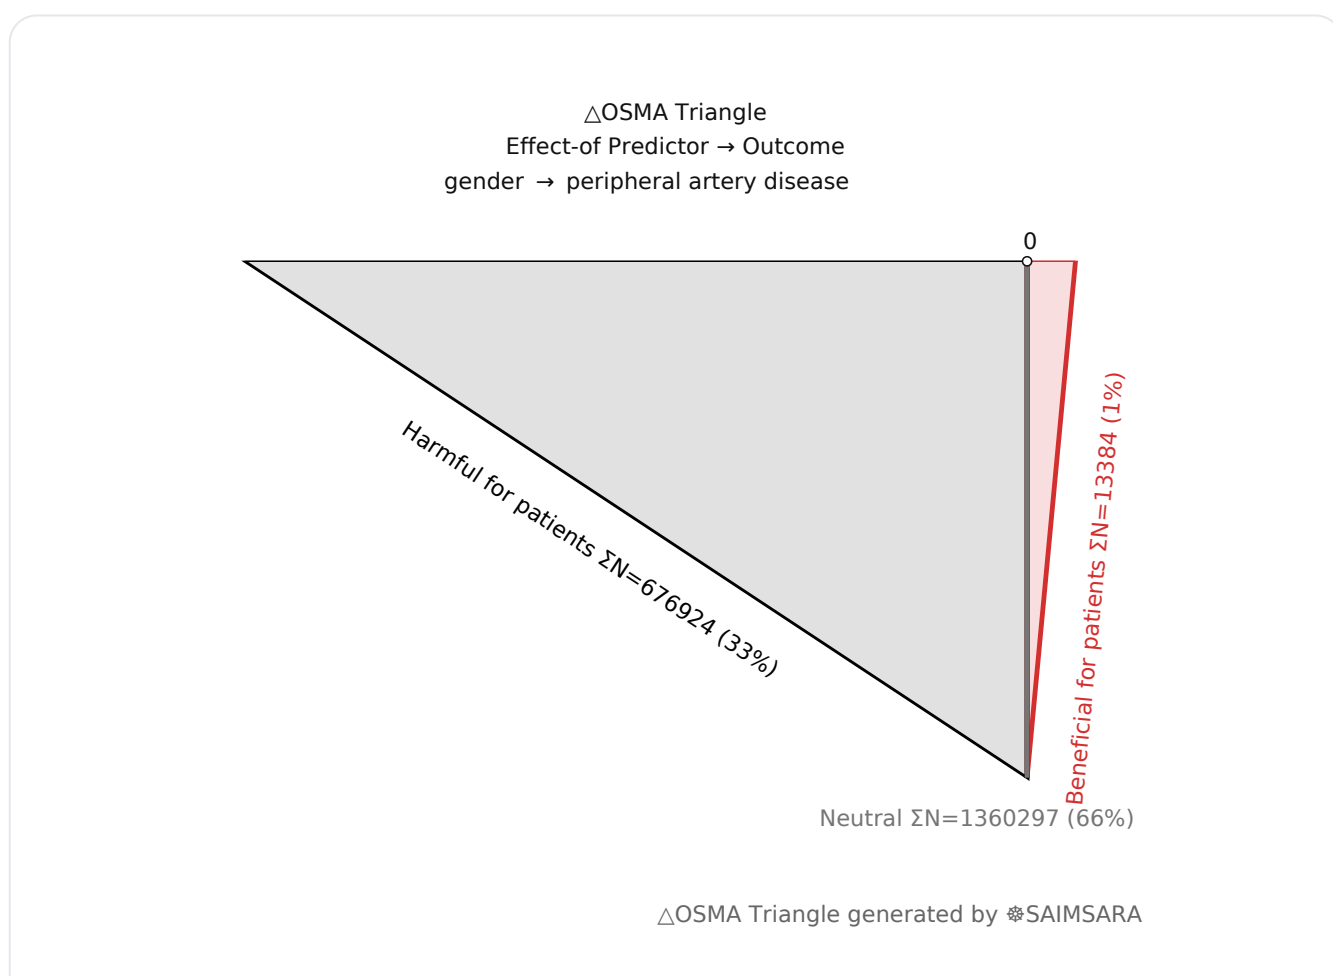 △OSMA Triangle
Effect-of Predictor → Outcome
gender → peripheral artery disease
0
Harmful for patients ΣN=676924 (33%)
Beneficial for patients ΣN=13384 (1%)
Neutral ΣN=1360297 (66%)
△OSMA Triangle generated by ☸SAIMSARA